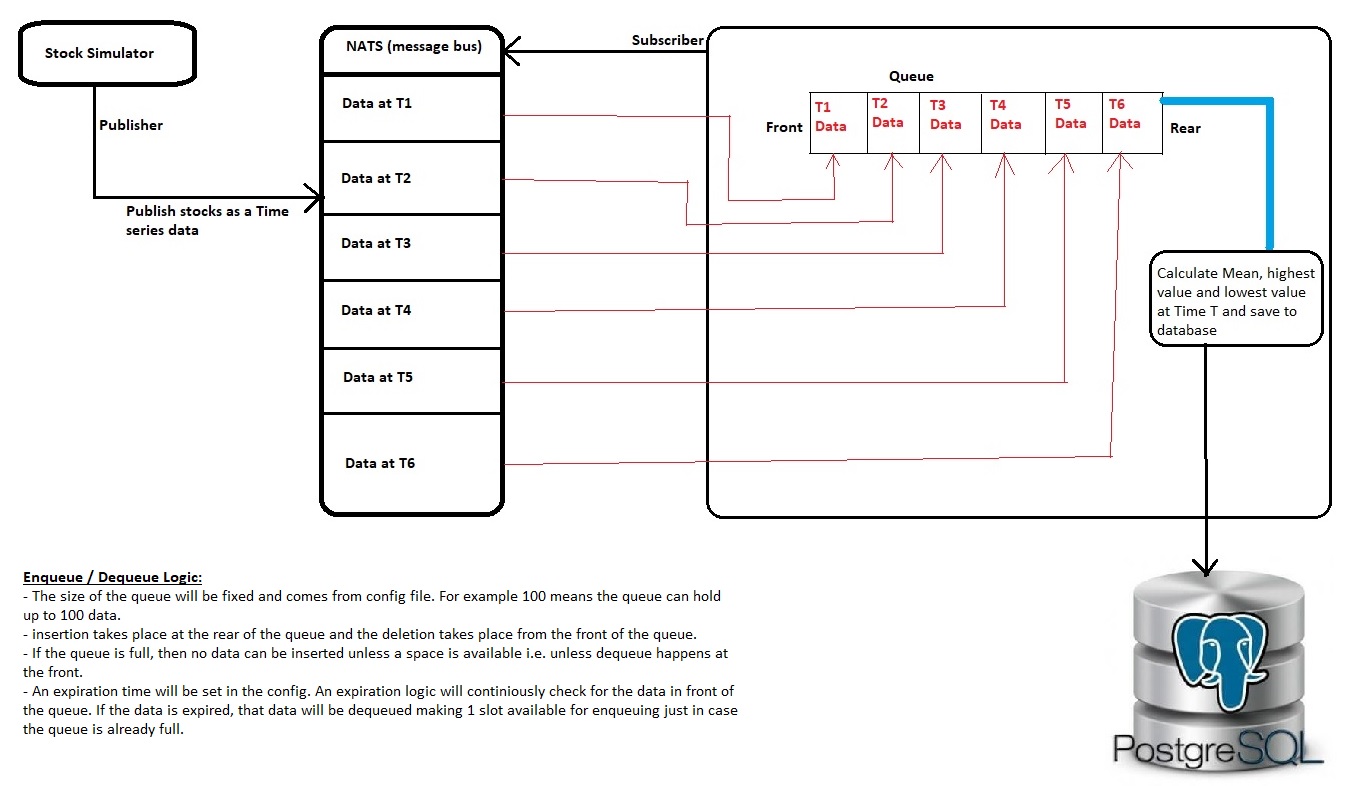 Stock Simulator
Publisher
Publish stocks as a Time
series data
NATS (message bus)
Data at T1
Data at T2
Data at T3
Data at T4
Data at T5
Data at T6
Subscriber
Queue
Front
T1
Data
T2
Data
T3
Data
T4
Data
T5
Data
T6
Data
Rear
Calculate Mean, highest
value and lowest value
at Time T and save to
database
Enqueue / Dequeue Logic:
- The size of the queue will be fixed and comes from config file. For example 100 means the queue can hold
up to 100 data.
- insertion takes place at the rear of the queue and the deletion takes place from the front of the queue.
- If the queue is full, then no data can be inserted unless a space is available i.e. unless dequeue happens at
the front.
- An expiration time will be set in the config. An expiration logic will continiously check for the data in front of
the queue. If the data is expired, that data will be dequeued making 1 slot available for enqueuing just in case
the queue is already full.
PostgreSQL